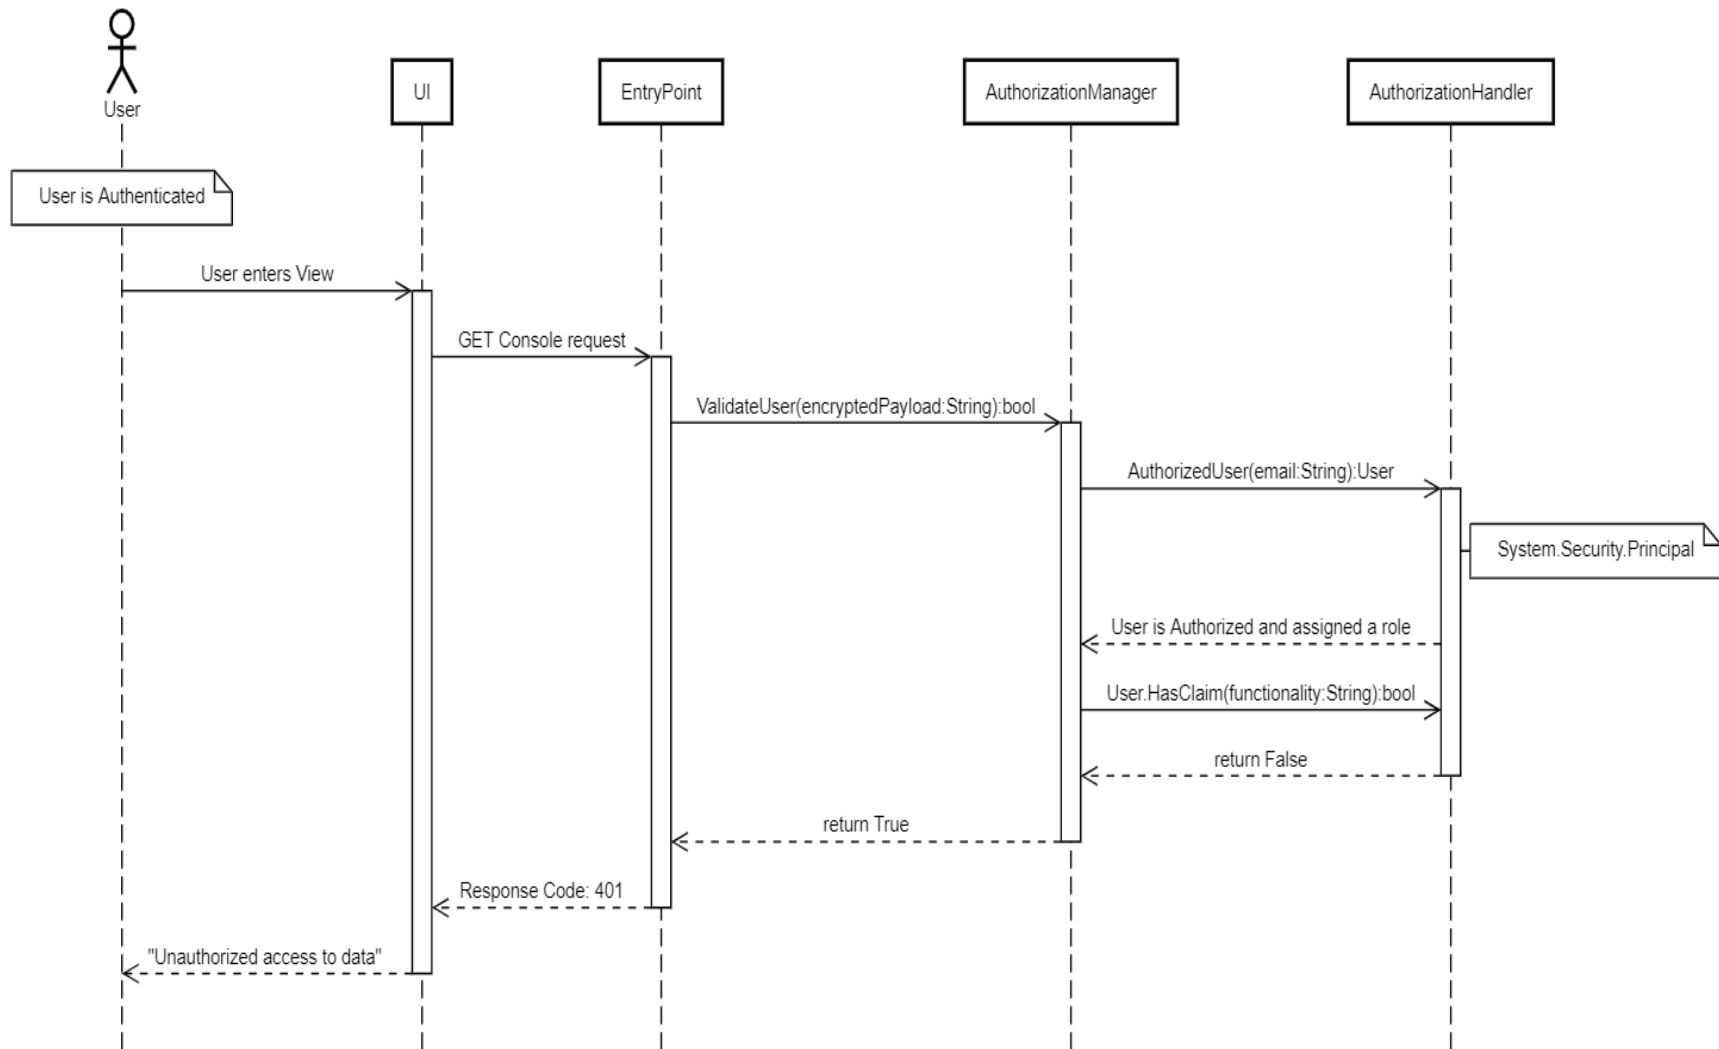 User
UI
EntryPoint
AuthorizationManager
AuthorizationHandler
User is Authenticated
User enters View
GET Console request
ValidateUser(encryptedPayload:String):bool
AuthorizedUser(email:String):User
System.Security.Principal
User is Authorized and assigned a role
User.HasClaim(functionality:String):bool
return False
return True
Response Code: 401
"Unauthorized access to data"